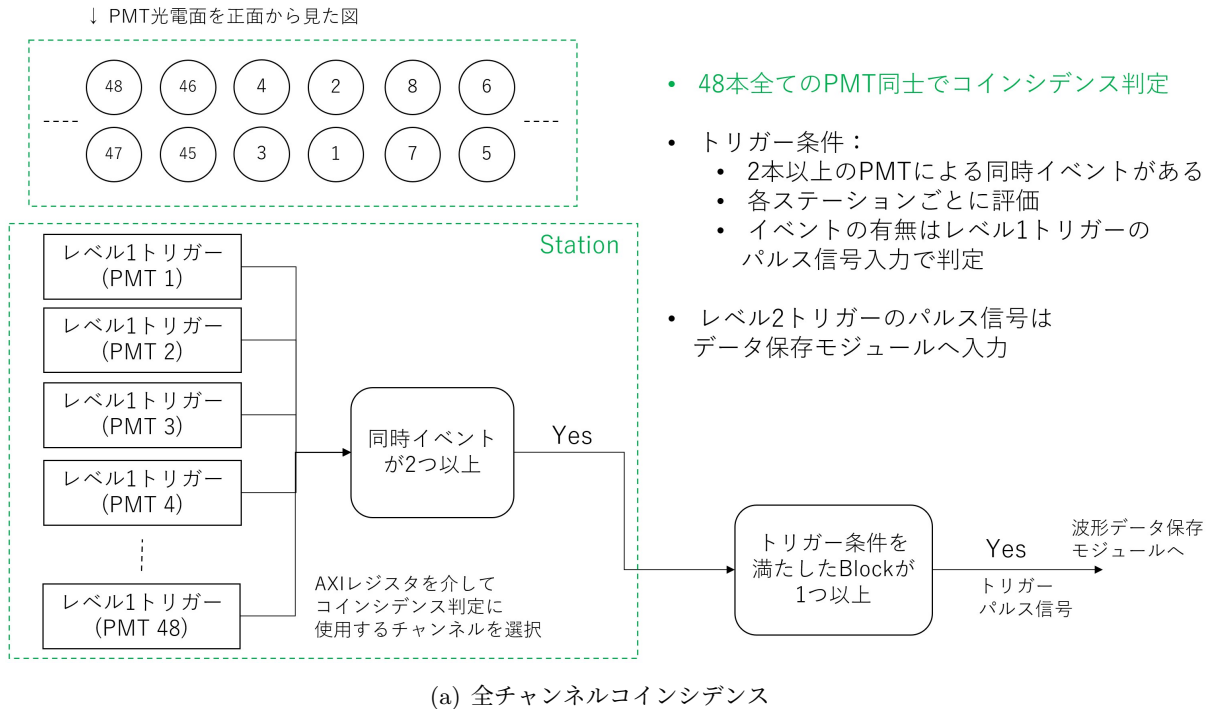 ↓ PMT光電面を正面から見た図
48 46 4 2 8 6
47 45 3 1 7 5
• 48本全てのPMT同士でコインシデンス判定
• トリガー条件：
• 2本以上のPMTによる同時イベントがある
• 各ステーションごとに評価
• イベントの有無はレベル1トリガーの
パルス信号入力で判定
• レベル2トリガーのパルス信号は
データ保存モジュールへ入力
Station
レベル1トリガー
(PMT 1)
レベル1トリガー
(PMT 2)
レベル1トリガー
(PMT 3)
レベル1トリガー
(PMT 4)
レベル1トリガー
(PMT 48)
同時イベント
が2つ以上
Yes
AXIレジスタを介して
コインシデンス判定に
使用するチャンネルを選択
トリガー条件を
満たしたBlockが
1つ以上
Yes
トリガー
パルス信号
波形データ保存
モジュールへ
(a) 全チャンネルコインシデンス